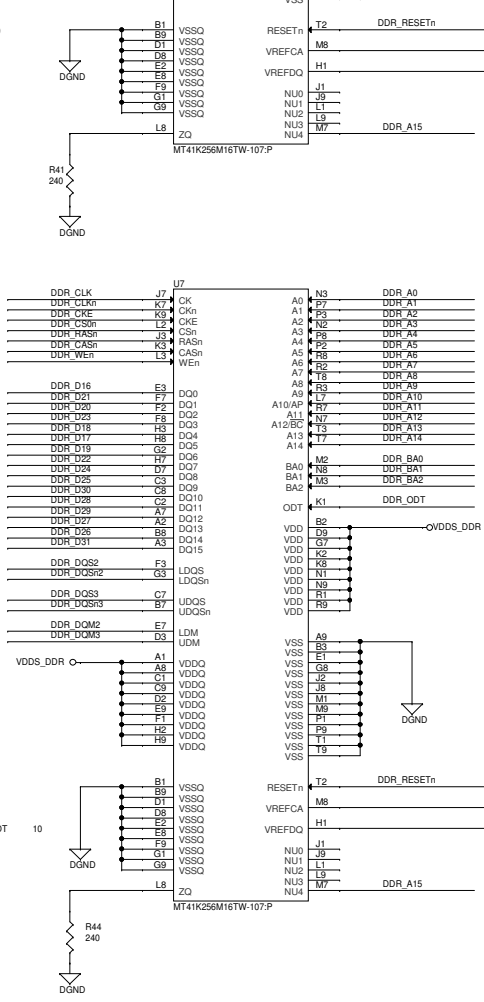 VSS
B1 VSSQ RESETn T2 DDR_RESETn
B9 VSSQ
D1 VSSQ VREFCA M8
D8 VSSQ
E2 VSSQ VREFDQ H1
E8 VSSQ
F9 VSSQ NU0 J1
G1 VSSQ NU1 J9
G9 VSSQ NU2 L1
NU3 L9
L8 ZQ NU4 M7 DDR_A15
DGND
MT41K256M16TW-107:P
R41
240
DGND
U7
DDR_CLK J7 CK A0 N3 DDR_A0
DDR_CLKn K7 CKn A1 P7 DDR_A1
DDR_CKE K9 CKE A2 P3 DDR_A2
DDR_CS0n L2 CSn A3 N2 DDR_A3
DDR_RASn J3 RASn A4 P8 DDR_A4
DDR_CASn K3 CASn A5 P2 DDR_A5
DDR_WEn L3 WEn A6 R8 DDR_A6
A7 R2 DDR_A7
A8 T8 DDR_A8
DDR_D16 E3 DQ0 A9 R3 DDR_A9
DDR_D21 F7 DQ1 A10/AP L7 DDR_A10
DDR_D20 F2 DQ2 A11 R7 DDR_A11
DDR_D23 F8 DQ3 A12/BC N7 DDR_A12
DDR_D18 H3 DQ4 A13 T3 DDR_A13
DDR_D17 H8 DQ5 A14 T7 DDR_A14
DDR_D19 G2 DQ6
DDR_D22 H7 DQ7 BA0 M2 DDR_BA0
DDR_D24 D7 DQ8 BA1 N8 DDR_BA1
DDR_D25 C3 DQ9 BA2 M3 DDR_BA2
DDR_D30 C8 DQ10
DDR_D28 C2 DQ11 ODT K1 DDR_ODT
DDR_D29 A7 DQ12
DDR_D27 A2 DQ13 VDD B2 VDDS_DDR
DDR_D26 B8 DQ14 VDD D9
DDR_D31 A3 DQ15 VDD G7
VDD K2
DDR_DQS2 F3 LDQS VDD K8
DDR_DQSn2 G3 LDQSn VDD N1
VDD N9
DDR_DQS3 C7 UDQS VDD R1
DDR_DQSn3 B7 UDQSn VDD R9
DDR_DQM2 E7 LDM
DDR_DQM3 D3 UDM VSS A9
VSS B3
VDDS_DDR A1 VDDQ VSS E1
A8 VDDQ VSS G8
C1 VDDQ VSS J2
C9 VDDQ VSS J8
D2 VDDQ VSS M1
E9 VDDQ VSS M9
F1 VDDQ VSS P1
H2 VDDQ VSS P9
H9 VDDQ VSS T1
VSS T9
DGND
B1 VSSQ RESETn T2 DDR_RESETn
B9 VSSQ
D1 VSSQ VREFCA M8
D8 VSSQ
E2 VSSQ VREFDQ H1
E8 VSSQ
F9 VSSQ NU0 J1
G1 VSSQ NU1 J9
G9 VSSQ NU2 L1
NU3 L9
L8 ZQ NU4 M7 DDR_A15
10
DGND
MT41K256M16TW-107:P
R44
240
DGND